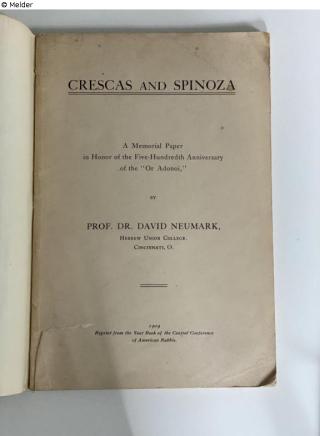 © Melder
CRESCAS AND SPINOZA
A Memorial Paper
in Honor of the Five-Hundredth Anniversary
of the "Or Adonoi,"
BY
PROF. DR. DAVID NEUMARK,
HEBREW UNION COLLEGE.
CINCINNATI, O.
1909
Reprint from the Year Book of the Central Conference
of American Rabbis.